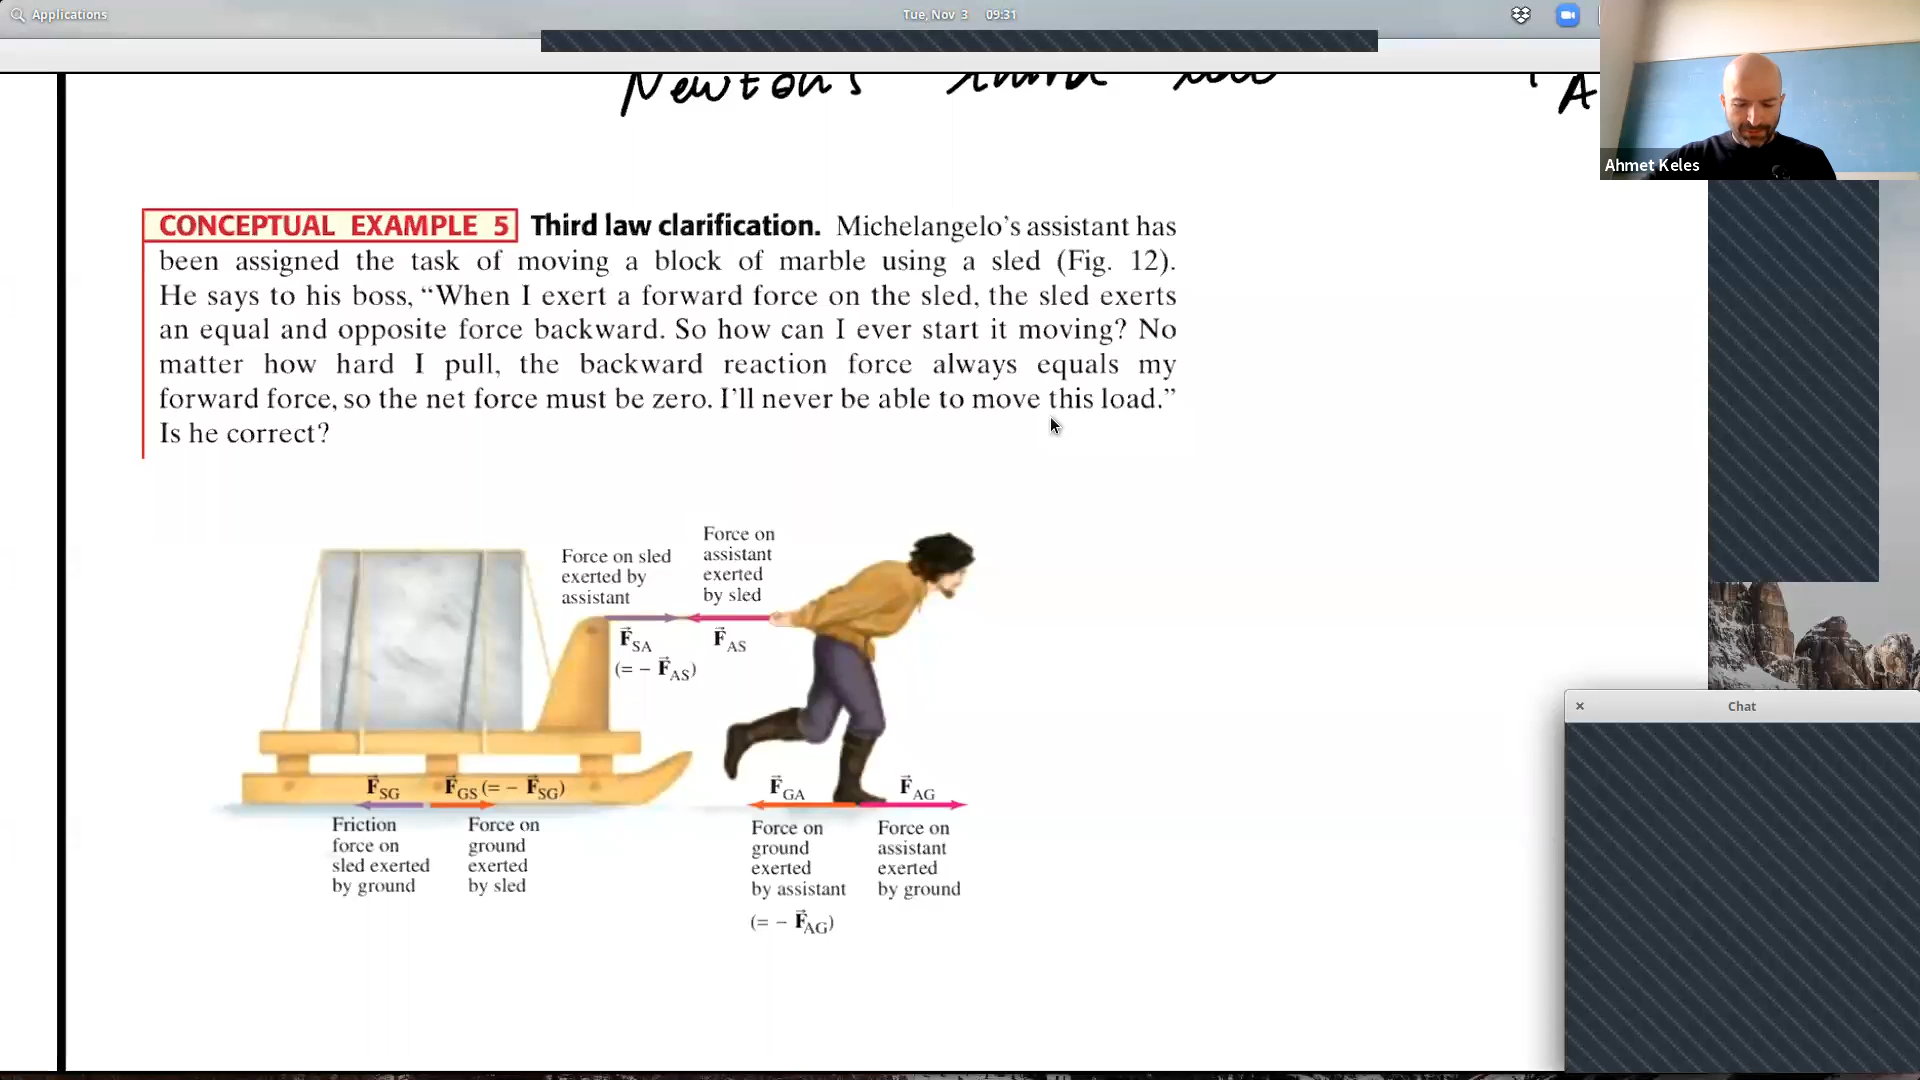 Applications
Tue, Nov 3 09:31
Newton's third law
A
Ahmet Keles
CONCEPTUAL EXAMPLE 5 Third law clarification. Michelangelo's assistant has
been assigned the task of moving a block of marble using a sled (Fig. 12).
He says to his boss, “When I exert a forward force on the sled, the sled exerts
an equal and opposite force backward. So how can I ever start it moving? No
matter how hard I pull, the backward reaction force always equals my
forward force, so the net force must be zero. I'll never be able to move this load.”
Is he correct?
Force on sled
exerted by
assistant
Force on
assistant
exerted
by sled
F⃗SA
(= − F⃗AS)
F⃗AS
F⃗SG
F⃗GS (= − F⃗SG)
Friction
force on
sled exerted
by ground
Force on
ground
exerted
by sled
F⃗GA
F⃗AG
Force on
ground
exerted
by assistant
(= − F⃗AG)
Force on
assistant
exerted
by ground
Chat